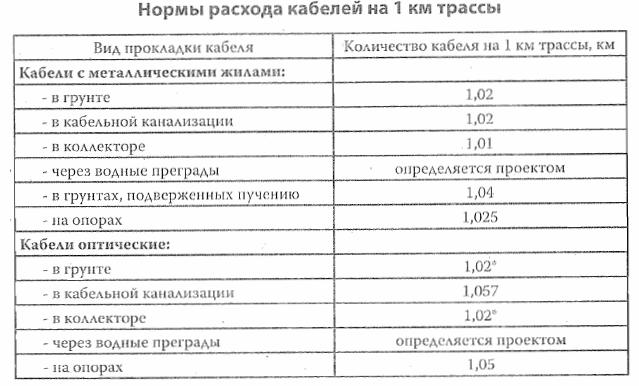 Нормы расхода кабелей на 1 км трассы
Вид прокладки кабеля Количество кабеля на 1 км трассы, км
Кабели с металлическими жилами:
- в грунте 1,02
- в кабельной канализации 1,02
- в коллекторе 1,01
- через водные преграды определяется проектом
- в грунтах, подверженных пучению 1,04
- на опорах 1,025
Кабели оптические:
- в грунте 1,02*
- в кабельной канализации 1,057
- в коллекторе 1,02*
- через водные преграды определяется проектом
- на опорах 1,05